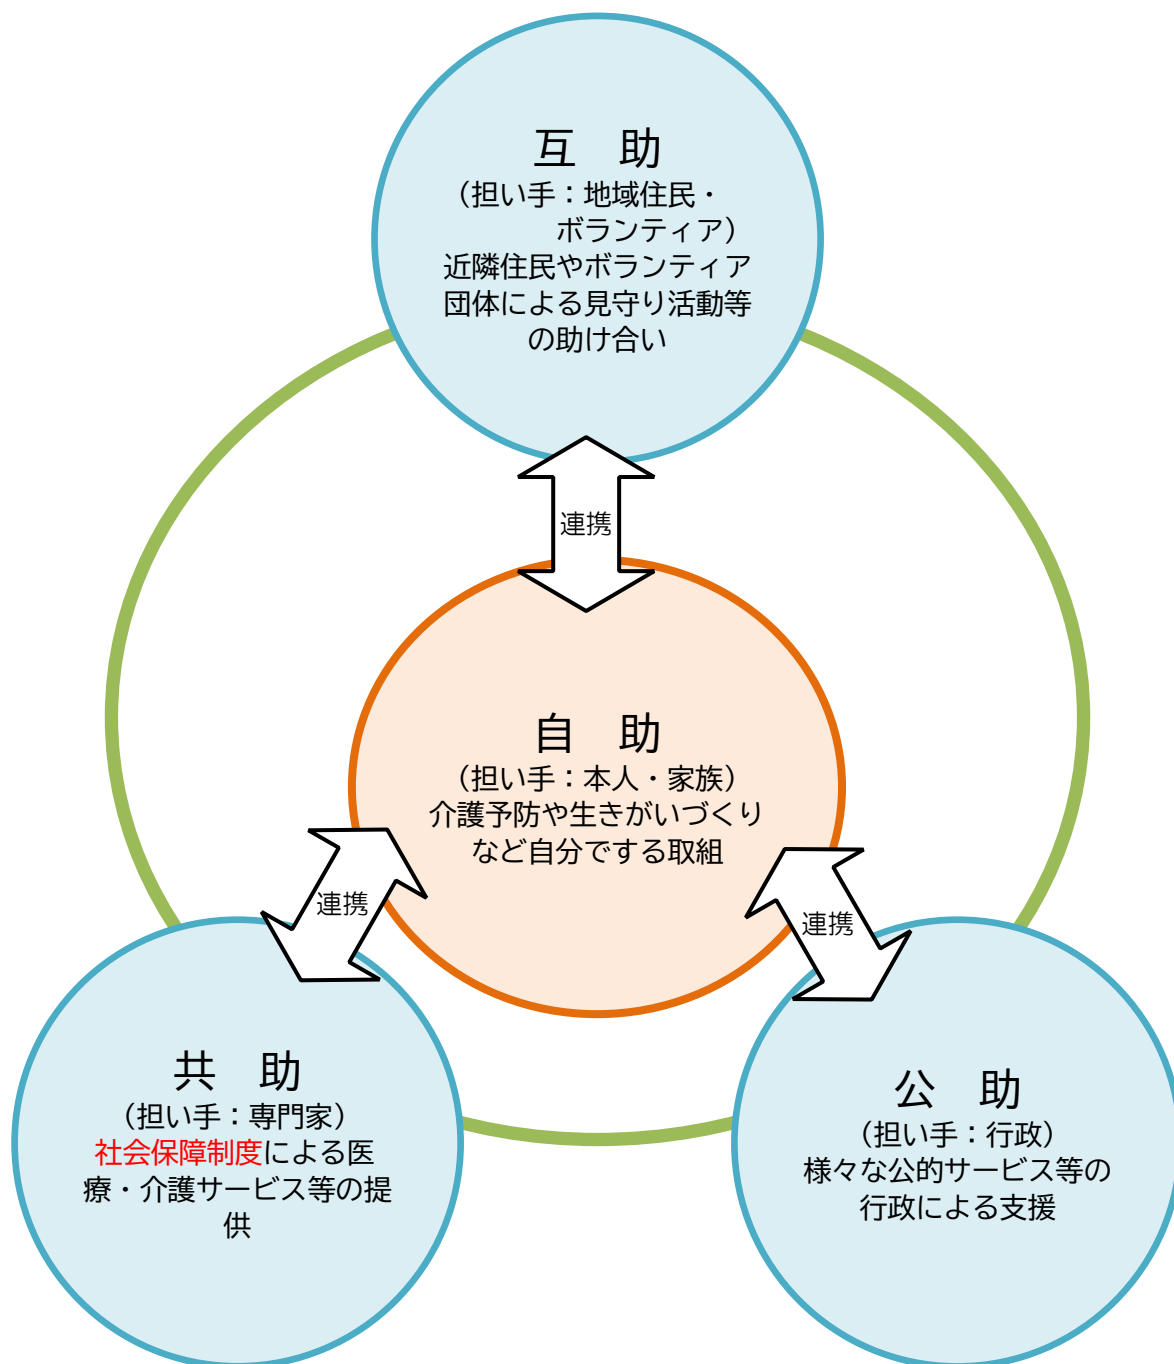 互　助
（担い手：地域住民・
ボランティア）
近隣住民やボランティア
団体による見守り活動等
の助け合い
連携
自　助
（担い手：本人・家族）
介護予防や生きがいづくり
など自分でする取組
連携
連携
共　助
（担い手：専門家）
社会保障制度による医
療・介護サービス等の提
供
公　助
（担い手：行政）
様々な公的サービス等の
行政による支援